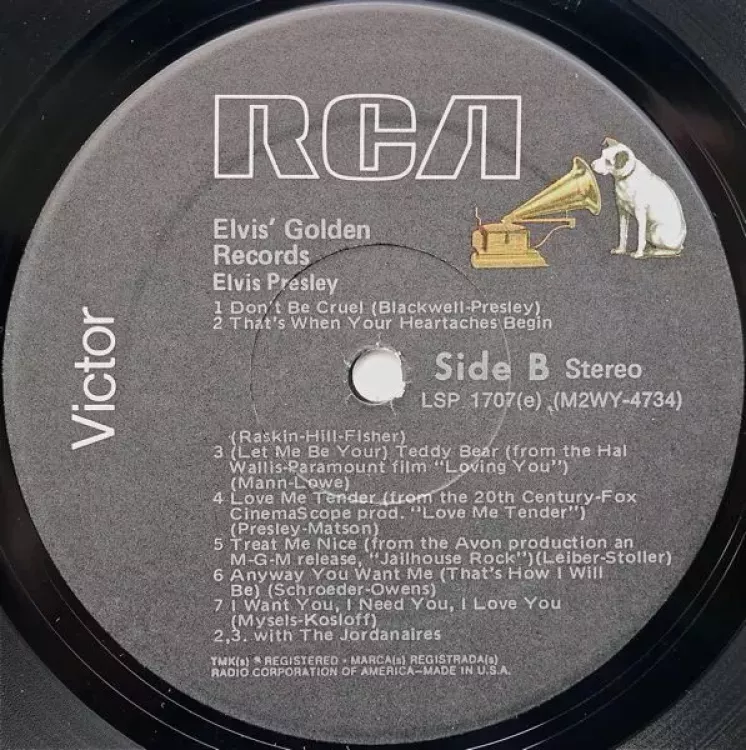 RCA
Elvis' Golden
Records
Elvis Presley
1 Don't Be Cruel (Blackwell-Presley)
2 That's When Your Heartaches Begin
Victor
Side B Stereo
LSP 1707(e) (M2WY-4734)
(Raskin-Hill-Fisher)
3 (Let Me Be Your) Teddy Bear (from the Hal
Wallis-Paramount film "Loving You")
(Mann-Lowe)
4 Love Me Tender (from the 20th Century-Fox
CinemaScope prod. "Love Me Tender")
(Presley-Matson)
5 Treat Me Nice (from the Avon production an
M-G-M release, "Jailhouse Rock")(Leiber-Stoller)
6 Anyway You Want Me (That's How I Will
Be) (Schroeder-Owens)
7 I Want You, I Need You, I Love You
(Mysels-Kosloff)
2,3. with The Jordanaires
TMK(s) ® REGISTERED • MARCA(s) REGISTRADA(s)
RADIO CORPORATION OF AMERICA—MADE IN U.S.A.